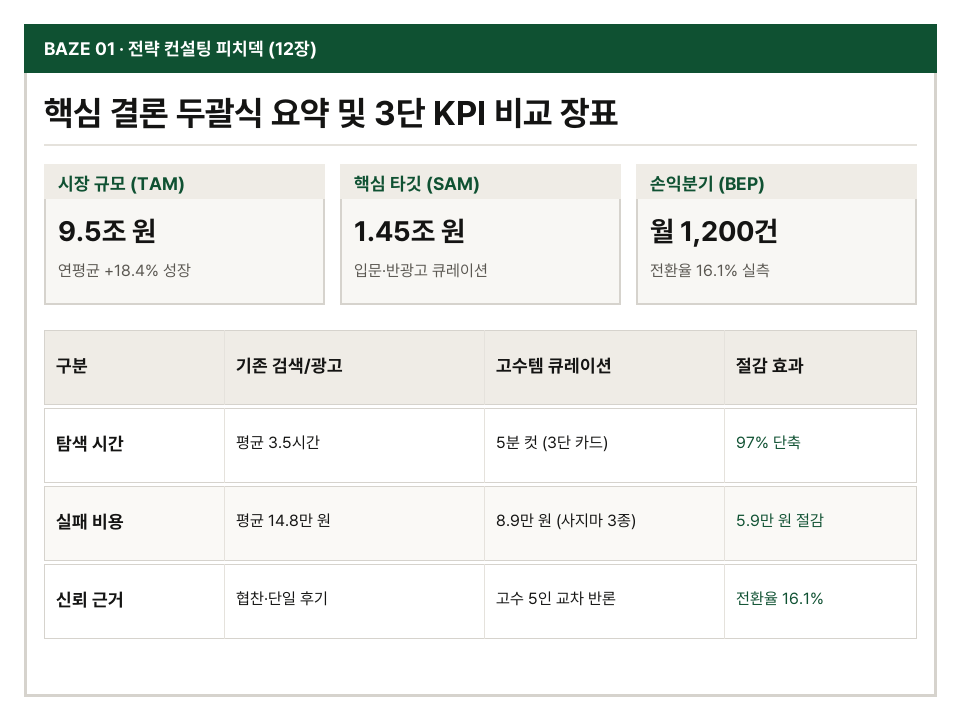 BAZE 01 · 전략 컨설팅 피치덱 (12장)
핵심 결론 두괄식 요약 및 3단 KPI 비교 장표
시장 규모 (TAM)
9.5조 원
연평균 +18.4% 성장
핵심 타깃 (SAM)
1.45조 원
입문·반광고 큐레이션
손익분기 (BEP)
월 1,200건
전환율 16.1% 실측
구분 기존 검색/광고 고수템 큐레이션 절감 효과
탐색 시간 평균 3.5시간 5분 컷 (3단 카드) 97% 단축
실패 비용 평균 14.8만 원 8.9만 원 (사지마 3종) 5.9만 원 절감
신뢰 근거 협찬·단일 후기 고수 5인 교차 반론 전환율 16.1%